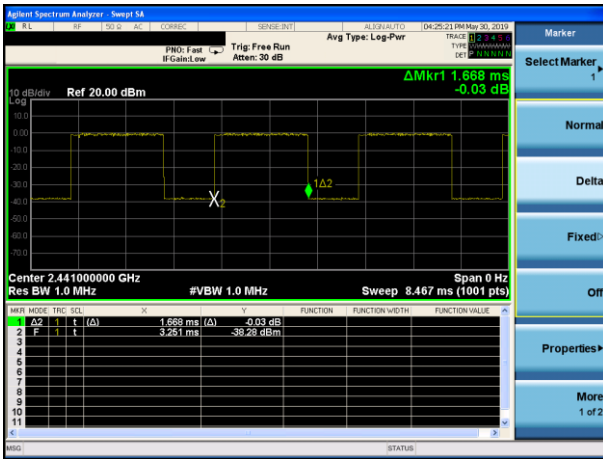 Agilent Spectrum Analyzer - Swept SA
RL RF 50 Ω AC CORREC SENSE:INT ALIGNAUTO 04:25:21 PM May 30, 2019
Marker
PNO: Fast Trig: Free Run Avg Type: Log-Pwr TRACE 1 2 3 4 5 6
IFGain:Low Atten: 30 dB TYPE
DET P NNNNN
Select Marker
1
ΔMkr1 1.668 ms
10 dB/div Ref 20.00 dBm -0.03 dB
Log
10.0
0.00
-10.0
-20.0
-30.0
-40.0
-50.0
-60.0
-70.0
1Δ2
X2
Normal
Delta
Fixed
Off
Center 2.441000000 GHz Span 0 Hz
Res BW 1.0 MHz #VBW 1.0 MHz Sweep 8.467 ms (1001 pts)
MKR MODE TRC SCL X Y FUNCTION FUNCTION WIDTH FUNCTION VALUE
1 Δ2 1 t (Δ) 1.668 ms (Δ) -0.03 dB
2 F 1 t 3.251 ms -38.28 dBm
3
4
5
6
7
8
9
10
11
Properties
More
1 of 2
MSG STATUS